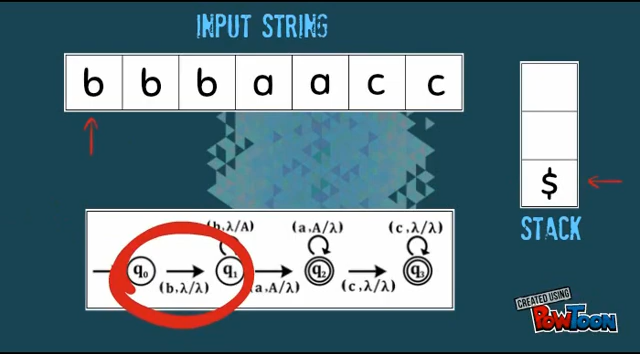 INPUT STRING
b b b a a c c
$
STACK
(b,λ/A) (a,A/λ) (c,λ/λ)
q₀ q₁ q₂ q₃
(b,λ/λ) (a,A/λ) (c,λ/λ)
CREATED USING
POWTOON